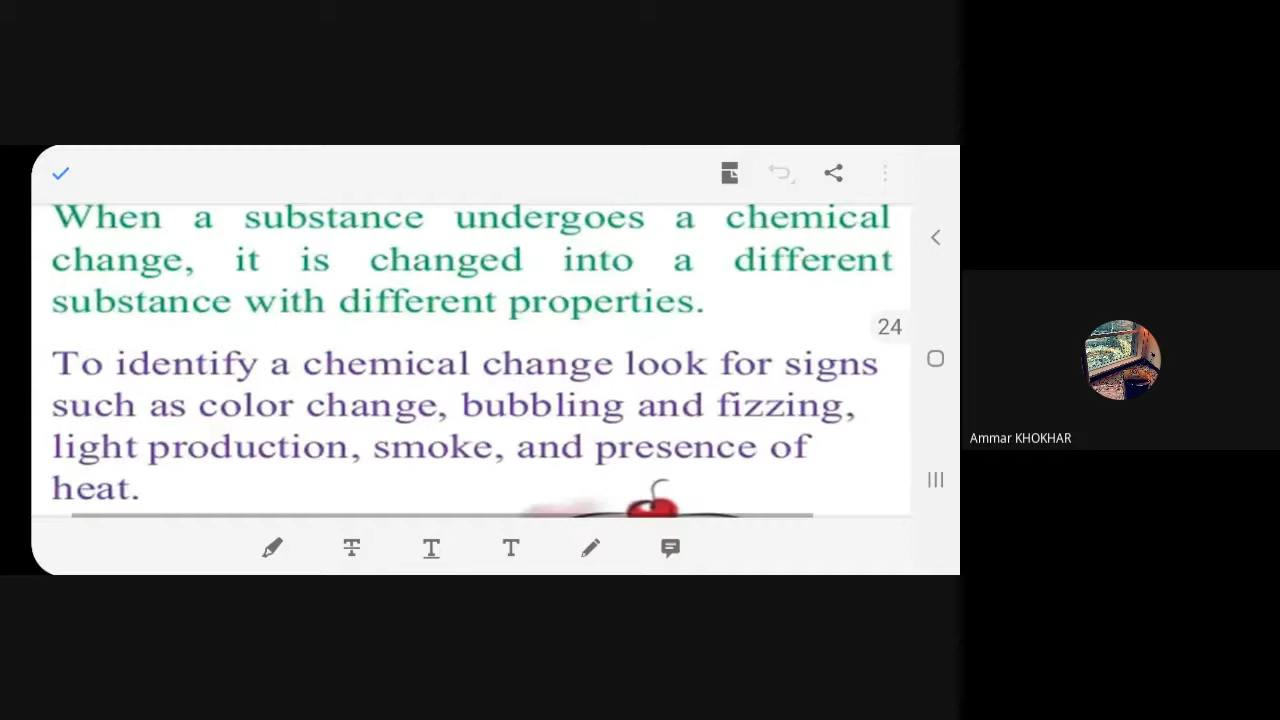 When a substance undergoes a chemical
change, it is changed into a different
substance with different properties.
24
To identify a chemical change look for signs
such as color change, bubbling and fizzing,
light production, smoke, and presence of
heat.
Ammar KHOKHAR